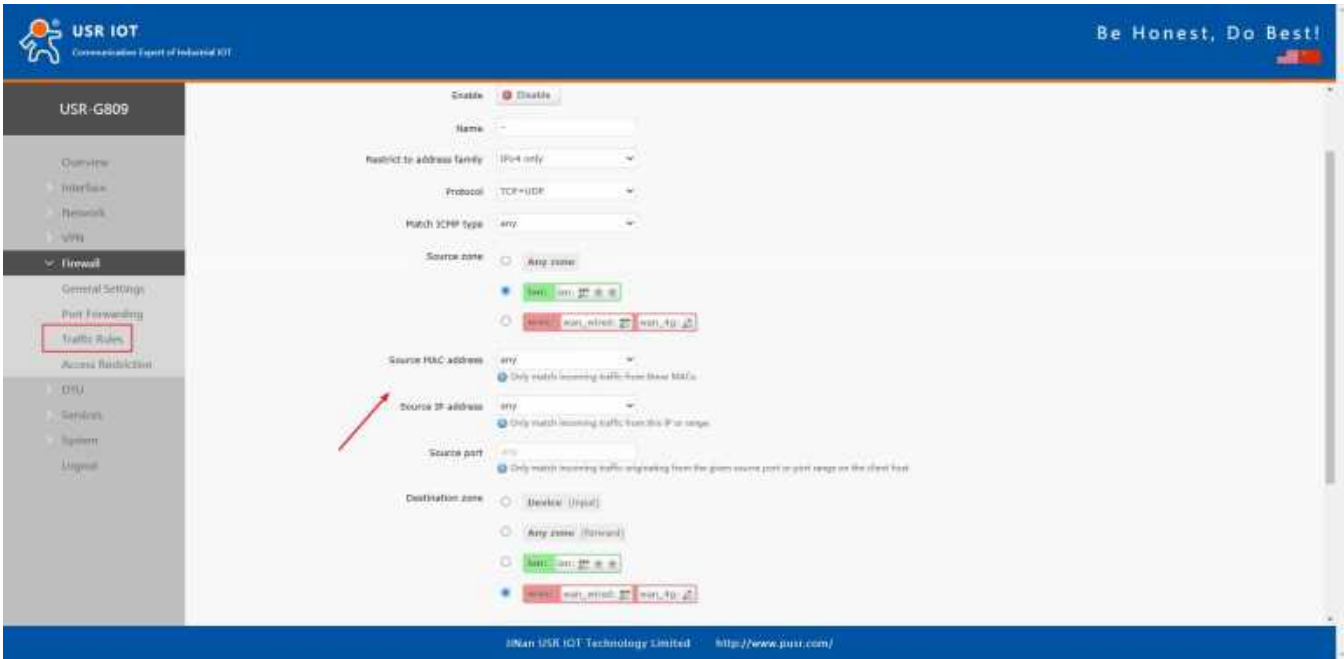 USR IOT
Communication Expert of Industrial IOT
Be Honest, Do Best!
USR-G809
Overview
Interface
Network
VPN
Firewall
General Settings
Port Forwarding
Traffic Rules
Access Restriction
DTU
Services
System
Logout
Enable Disable
Name -
Restrict to address family IPv4 only
Protocol TCP+UDP
Match ICMP type any
Source zone Any zone
lan: lan:
wan: wan_wired: wan_4g:
Source MAC address any
Only match incoming traffic from these MACs.
Source IP address any
Only match incoming traffic from this IP or range.
Source port any
Only match incoming traffic originating from the given source port or port range on the client host
Destination zone Device (input)
Any zone (forward)
lan: lan:
wan: wan_wired: wan_4g:
JiNan USR IOT Technology Limited http://www.pusr.com/